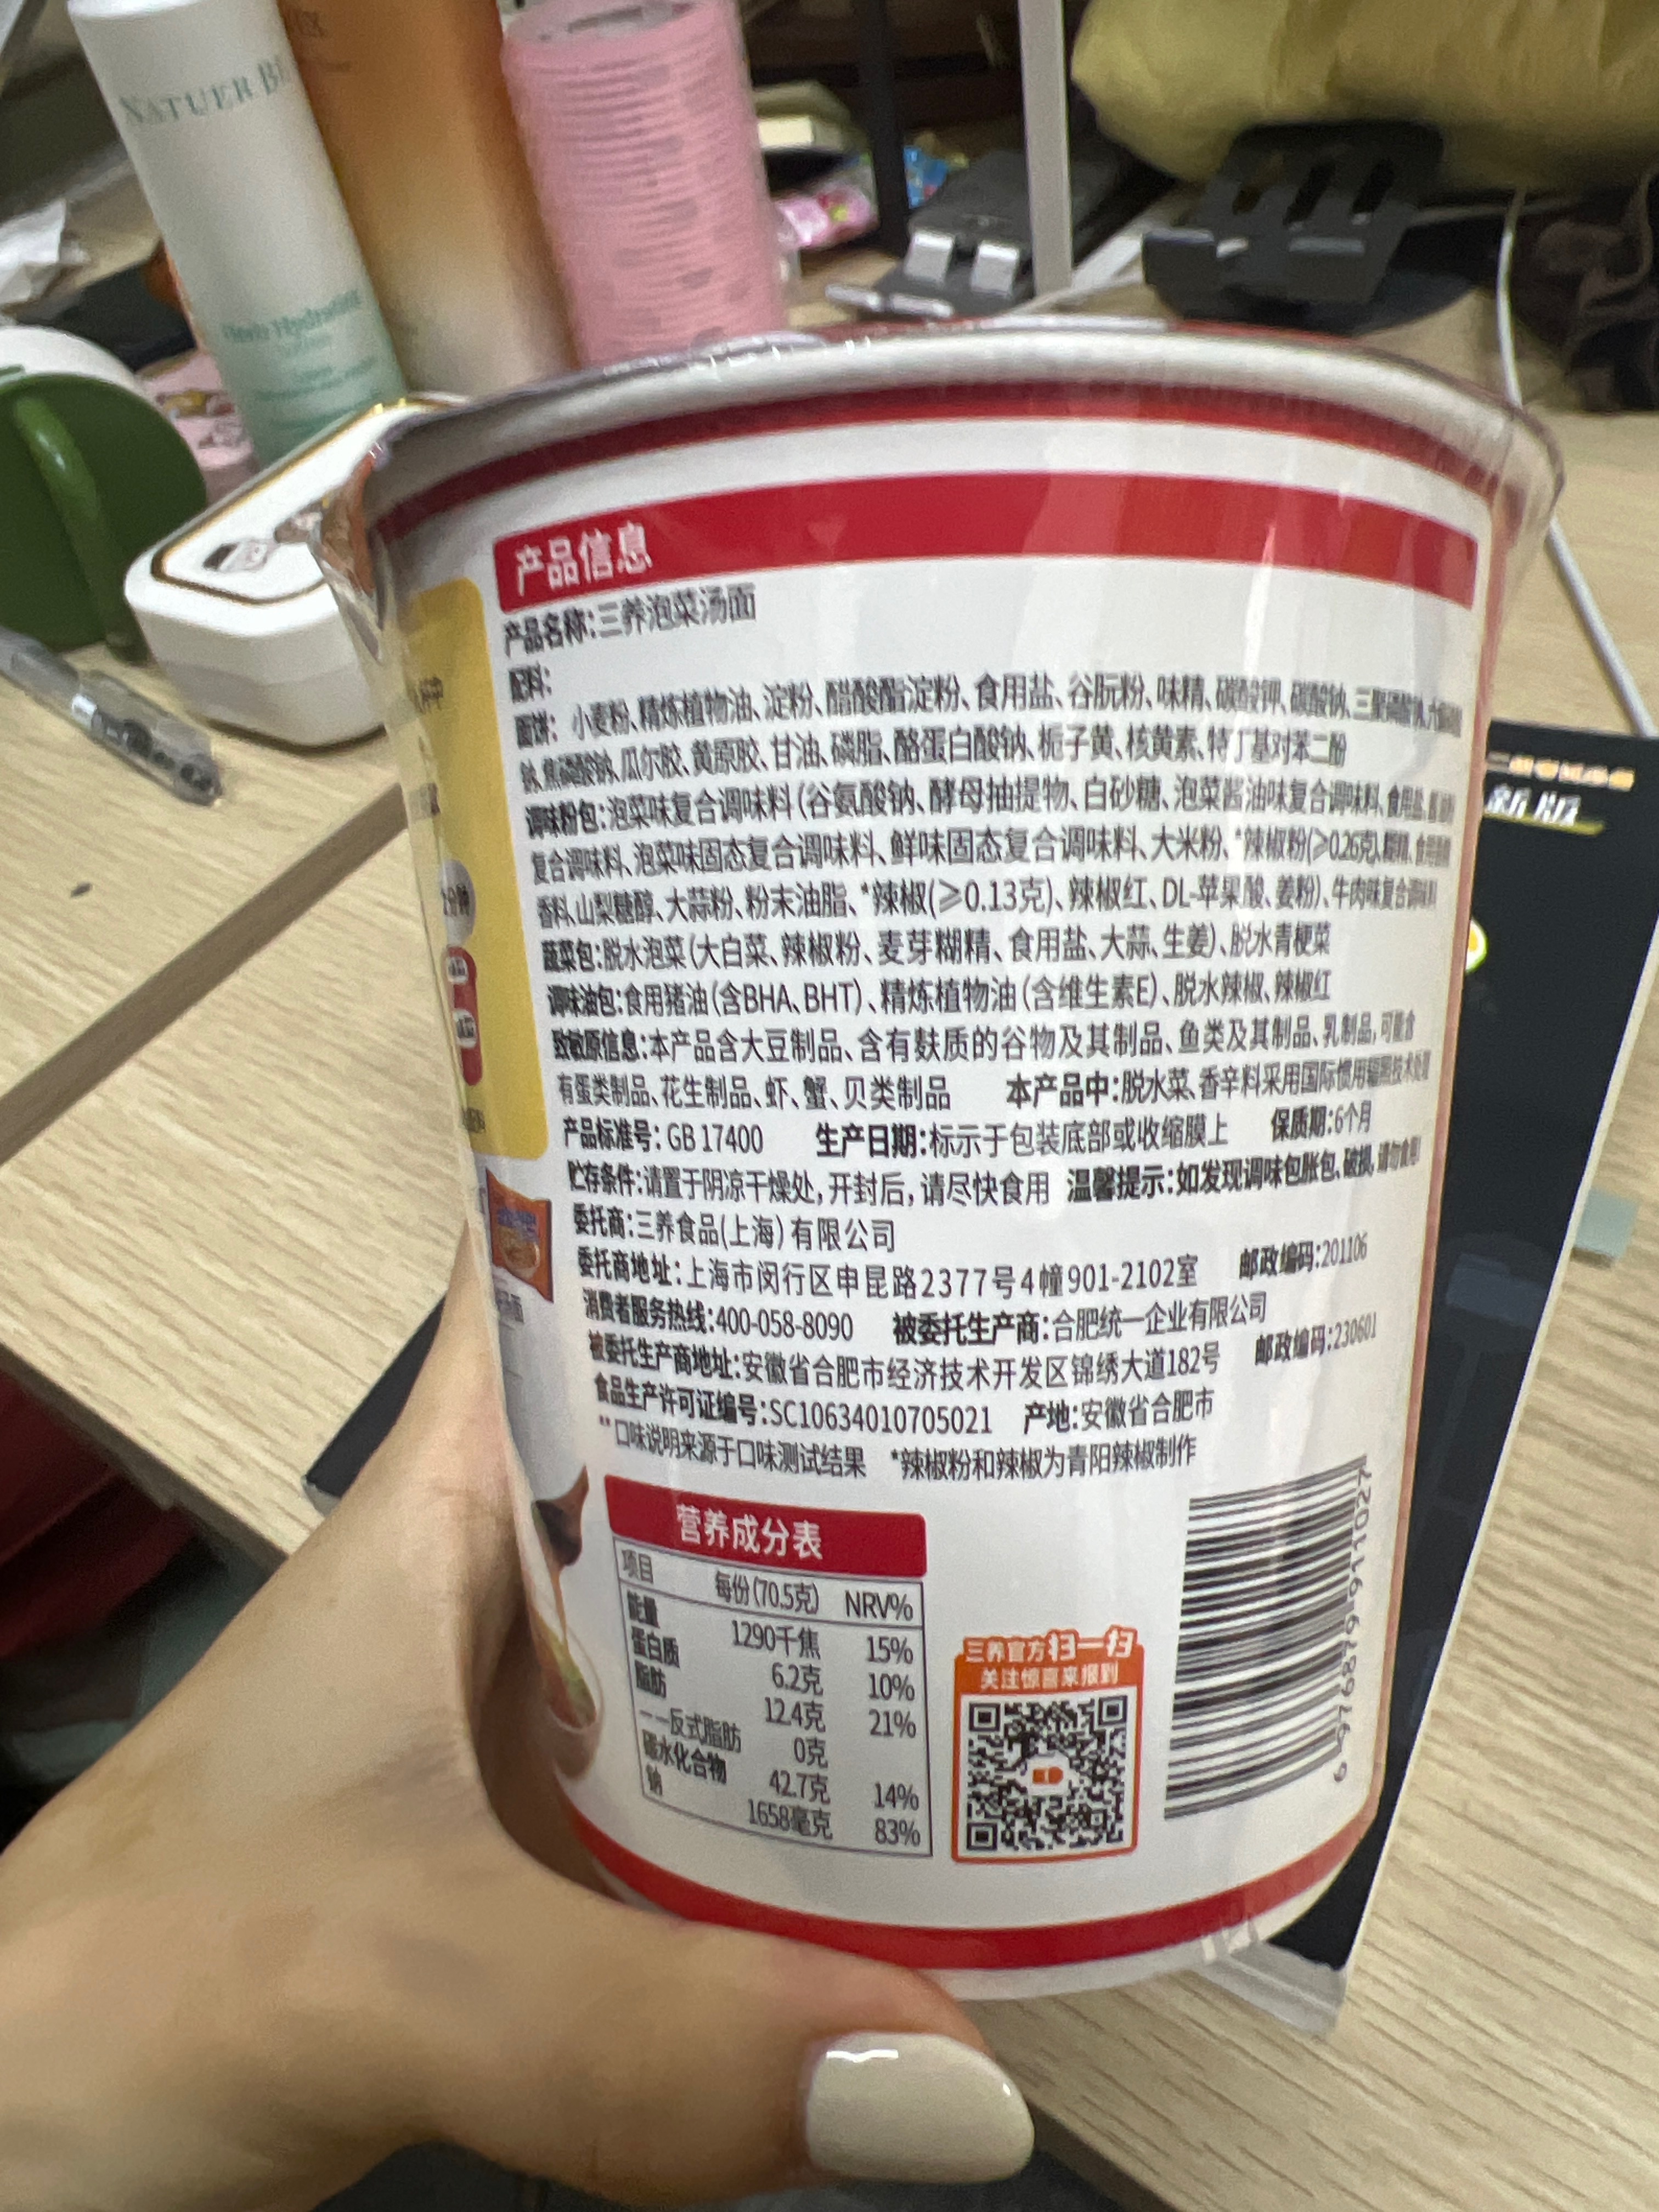 NATUER B
产品信息
产品名称:三养泡菜汤面
配料:
面饼: 小麦粉、精炼植物油、淀粉、醋酸酯淀粉、食用盐、谷朊粉、味精、碳酸钾、碳酸钠、三聚磷酸钠、六偏磷酸
钠、焦磷酸钠、瓜尔胶、黄原胶、甘油、磷脂、酪蛋白酸钠、栀子黄、核黄素、特丁基对苯二酚
调味粉包:泡菜味复合调味料(谷氨酸钠、酵母抽提物、白砂糖、泡菜酱油味复合调味料、食用盐、
复合调味料、泡菜味固态复合调味料、鲜味固态复合调味料、大米粉、*辣椒粉(≥0.26克)、
香料、山梨糖醇、大蒜粉、粉末油脂、*辣椒(≥0.13克)、辣椒红、DL-苹果酸、姜粉)、牛肉味复合调味料
蔬菜包:脱水泡菜(大白菜、辣椒粉、麦芽糊精、食用盐、大蒜、生姜)、脱水青梗菜
调味油包:食用猪油(含BHA、BHT)、精炼植物油(含维生素E)、脱水辣椒、辣椒红
致敏原信息:本产品含大豆制品、含有麸质的谷物及其制品、鱼类及其制品、乳制品,可能含
有蛋类制品、花生制品、虾、蟹、贝类制品 本产品中:脱水菜、香辛料采用国际惯用辐照技术处理
产品标准号: GB 17400 生产日期:标示于包装底部或收缩膜上 保质期:6个月
贮存条件:请置于阴凉干燥处,开封后,请尽快食用 温馨提示:如发现调味包胀包、破损,请勿食用
委托商:三养食品(上海)有限公司
委托商地址:上海市闵行区申昆路2377号4幢901-2102室 邮政编码:201106
消费者服务热线:400-058-8090 被委托生产商:合肥统一企业有限公司
被委托生产商地址:安徽省合肥市经济技术开发区锦绣大道182号 邮政编码:230601
食品生产许可证编号:SC10634010705021 产地:安徽省合肥市
"口味说明来源于口味测试结果 *辣椒粉和辣椒为青阳辣椒制作
营养成分表
项目 每份(70.5克) NRV%
能量 1290千焦 15%
蛋白质 6.2克 10%
脂肪 12.4克 21%
——反式脂肪 0克
碳水化合物 42.7克 14%
钠 1658毫克 83%
三养官方扫一扫
关注惊喜来报到
6976879911027